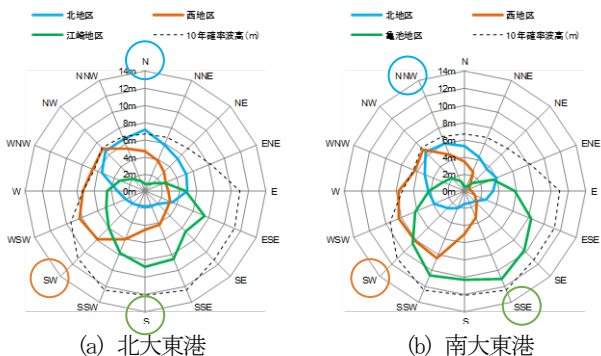 北地区 西地区
江崎地区 10年確率波高(m)
N
NNE
NE
ENE
E
ESE
SE
SSE
S
SSW
SW
WSW
W
WNW
NW
NNW
14m
12m
10m
8m
6m
4m
2m
0m
(a) 北大東港
北地区 西地区
亀池地区 10年確率波高(m)
N
NNE
NE
ENE
E
ESE
SE
SSE
S
SSW
SW
WSW
W
WNW
NW
NNW
14m
12m
10m
8m
6m
4m
2m
0m
(b) 南大東港